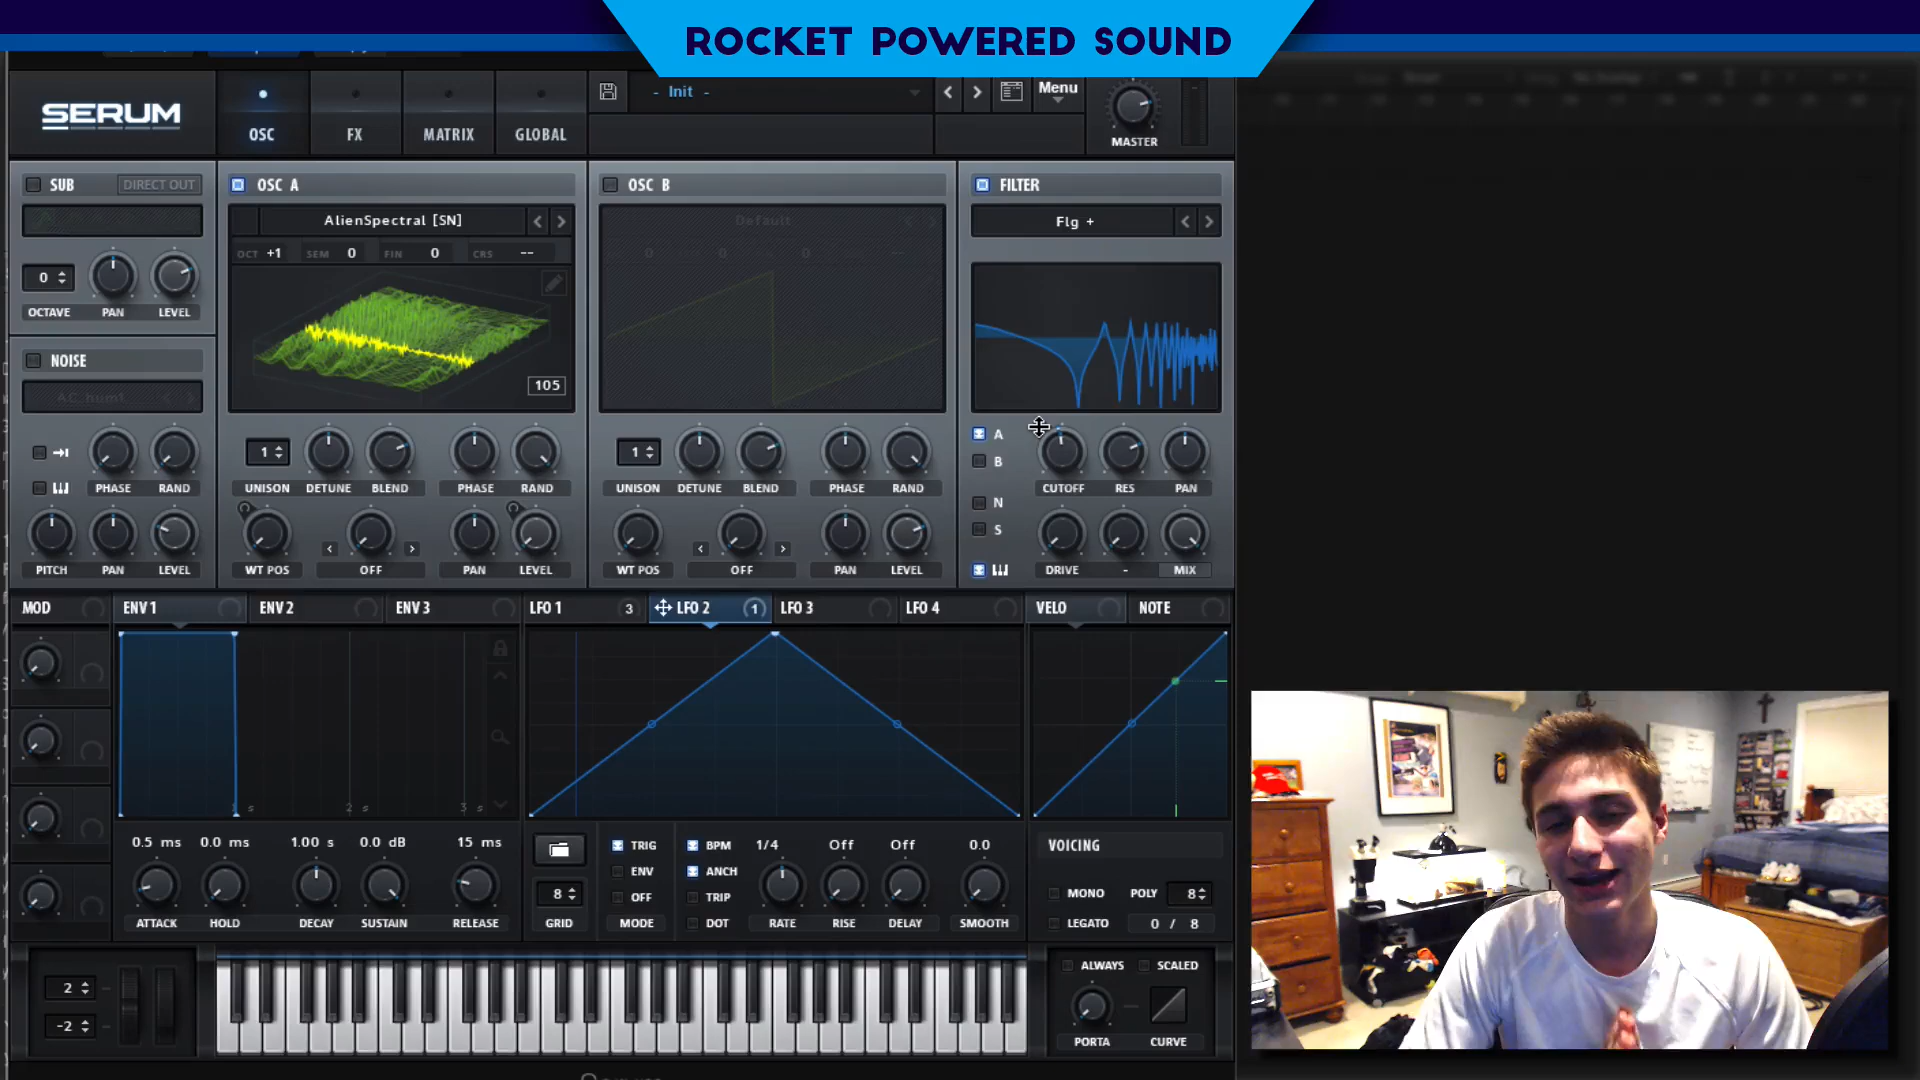 ROCKET POWERED SOUND
SERUM
OSC
FX
MATRIX
GLOBAL
- Init -
Menu
MASTER
SUB
DIRECT OUT
OSC A
OSC B
FILTER
AlienSpectral [SN]
Default
Flg +
OCT +1 SEM 0 FIN 0 CRS --
0
OCTAVE PAN LEVEL
105
NOISE
AC hum1
A
B
N
S
PHASE RAND
1
UNISON DETUNE BLEND PHASE RAND
1
UNISON DETUNE BLEND PHASE RAND
CUTOFF RES PAN
PITCH PAN LEVEL
WT POS OFF PAN LEVEL
WT POS OFF PAN LEVEL
DRIVE - MIX
MOD ENV 1 ENV 2 ENV 3 LFO 1 3 LFO 2 1 LFO 3 LFO 4 VELO NOTE
1 s 2 s 3 s
0.5 ms 0.0 ms 1.00 s 0.0 dB 15 ms
ATTACK HOLD DECAY SUSTAIN RELEASE
8
GRID
TRIG
ENV
OFF
MODE
BPM
ANCH
TRIP
DOT
1/4 Off Off 0.0
RATE RISE DELAY SMOOTH
VOICING
MONO POLY 8
LEGATO 0 / 8
2
-2
ALWAYS SCALED
PORTA CURVE